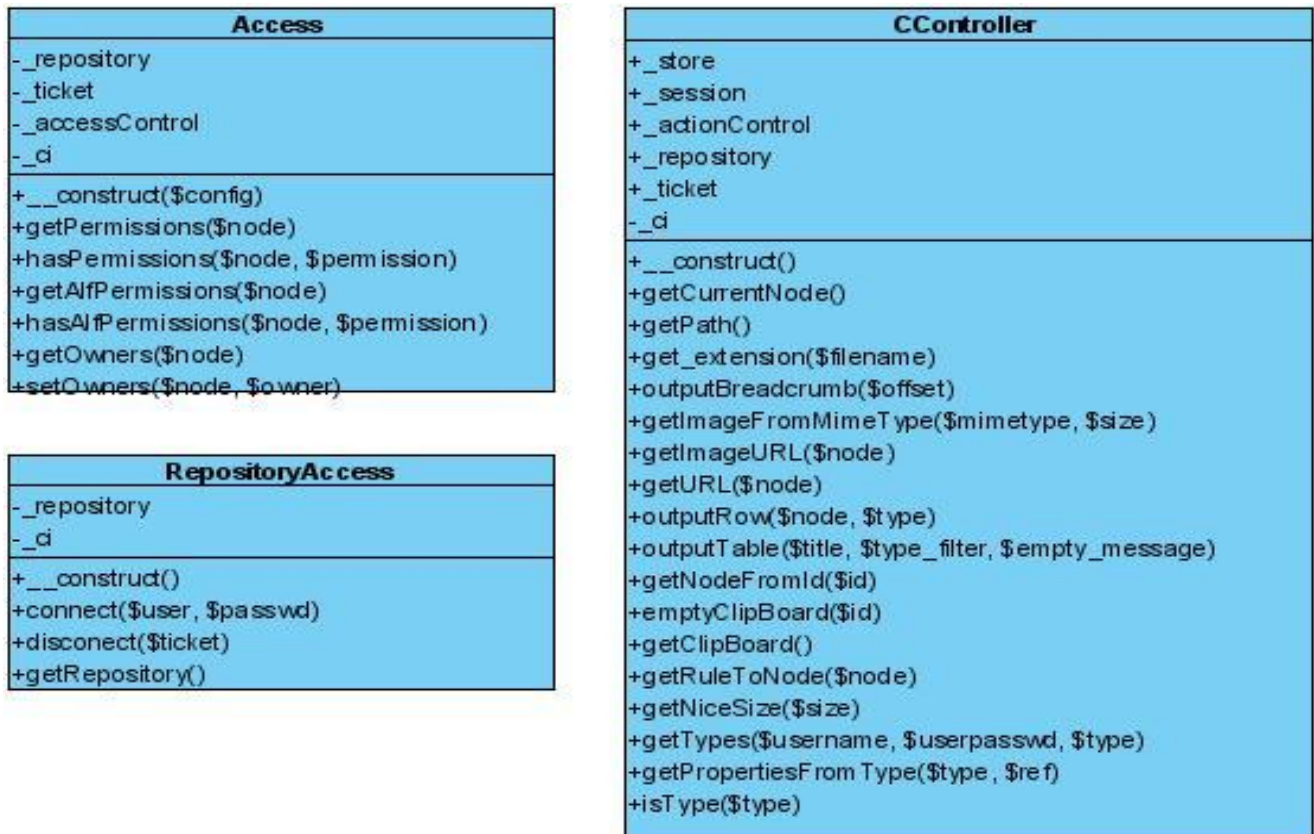 Access
-_repository
-_ticket
-_accessControl
-_ci
+__construct($config)
+getPermissions($node)
+hasPermissions($node, $permission)
+getAlfPermissions($node)
+hasAlfPermissions($node, $permission)
+getOwners($node)
+setOwners($node, $owner)
RepositoryAccess
-_repository
-_ci
+__construct()
+connect($user, $passwd)
+disconect($ticket)
+getRepository()
CController
+_store
+_session
+_actionControl
+_repository
+_ticket
-_ci
+__construct()
+getCurrentNode()
+getPath()
+get_extension($filename)
+outputBreadcrumb($offset)
+getImageFromMimeType($mimetype, $size)
+getImageURL($node)
+getURL($node)
+outputRow($node, $type)
+outputTable($title, $type_filter, $empty_message)
+getNodeFromId($id)
+emptyClipBoard($id)
+getClipBoard()
+getRuleToNode($node)
+getNiceSize($size)
+getTypes($username, $userpasswd, $type)
+getPropertiesFromType($type, $ref)
+isType($type)